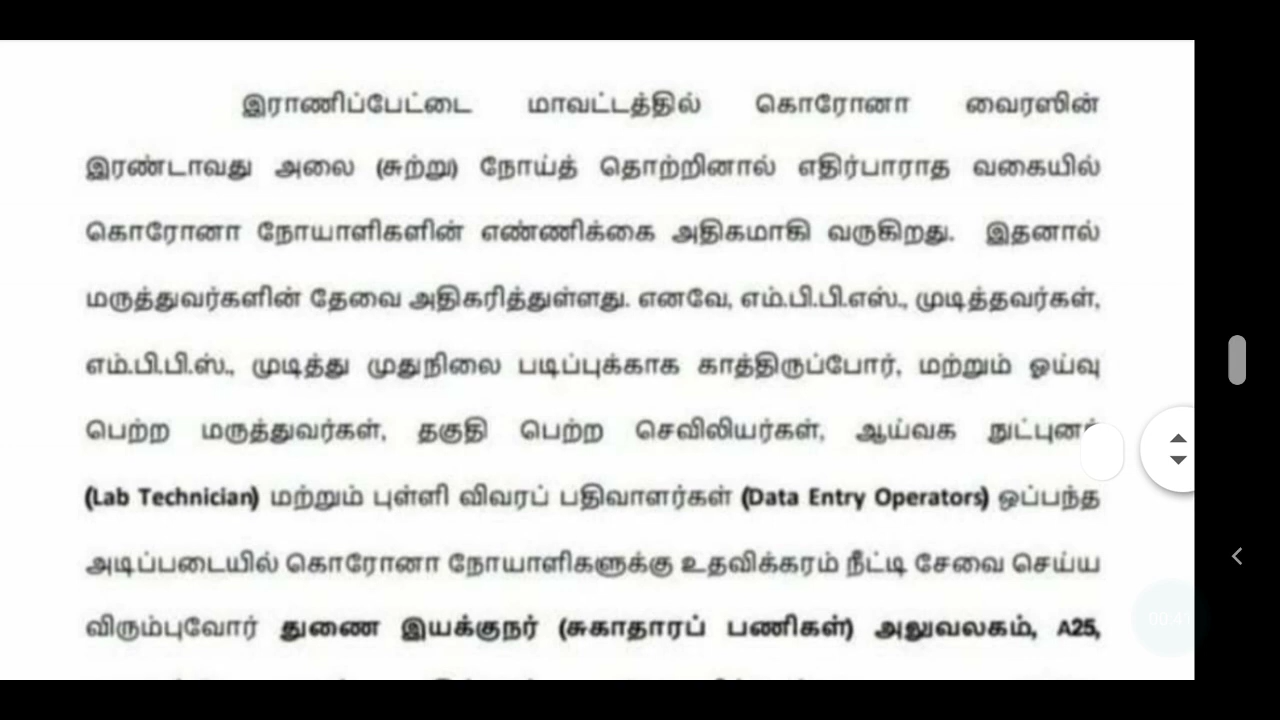 இராணிப்பேட்டை மாவட்டத்தில் கொரோனா வைரஸின்
இரண்டாவது அலை (சுற்று) நோய்த் தொற்றினால் எதிர்பாராத வகையில்
கொரோனா நோயாளிகளின் எண்ணிக்கை அதிகமாகி வருகிறது. இதனால்
மருத்துவர்களின் தேவை அதிகரித்துள்ளது. எனவே, எம்.பி.பி.எஸ்., முடித்தவர்கள்,
எம்.பி.பி.ஸ்., முடித்து முதுநிலை படிப்புக்காக காத்திருப்போர், மற்றும் ஓய்வு
பெற்ற மருத்துவர்கள், தகுதி பெற்ற செவிலியர்கள், ஆய்வக நுட்புனர்
(Lab Technician) மற்றும் புள்ளி விவரப் பதிவாளர்கள் (Data Entry Operators) ஒப்பந்த
அடிப்படையில் கொரோனா நோயாளிகளுக்கு உதவிக்கரம் நீட்டி சேவை செய்ய
விரும்புவோர் துணை இயக்குநர் (சுகாதாரப் பணிகள்) அலுவலகம், A25,